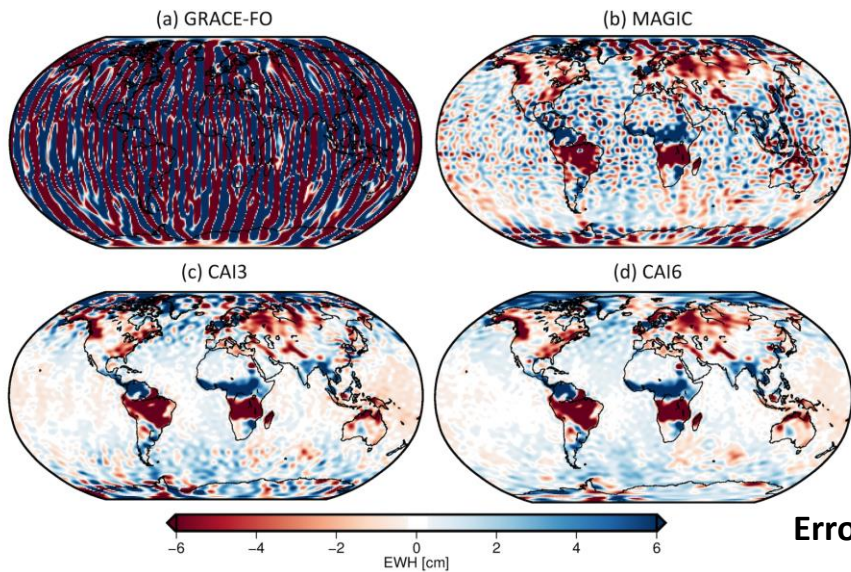 (a) GRACE-FO
(b) MAGIC
(c) CAI3
(d) CAI6
−6 −4 −2 0 2 4 6
EWH [cm]
Erro